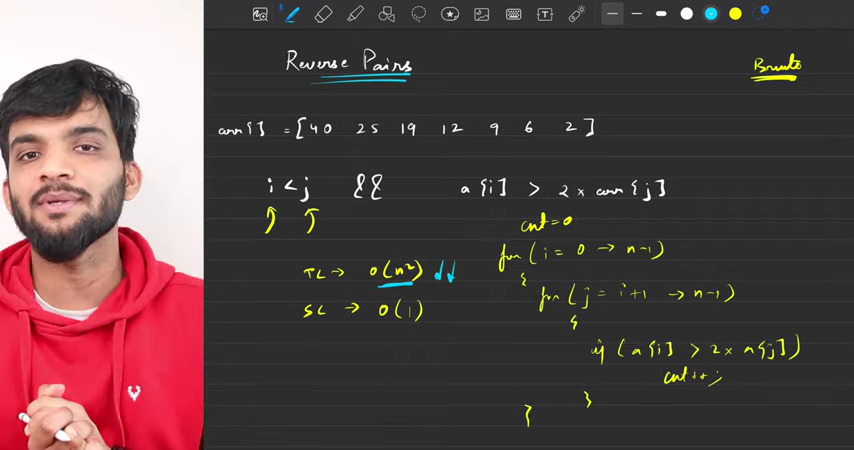 Reverse Pairs
Brute
arr[] = [40 25 19 12 9 6 2]
i < j && a[i] > 2 x arr[j]
cnt = 0
for (i = 0 → n-1)
{
TC → O(n²)
for (j = i+1 → n-1)
{
SC → O(1)
if (a[i] > 2 x a[j])
cnt++;
}
}